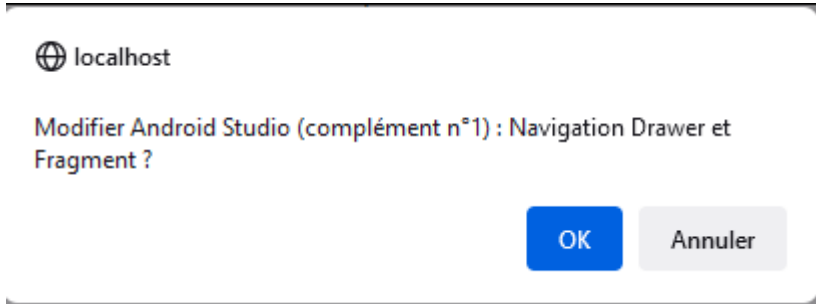 localhost
Modifier Android Studio (complément n°1) : Navigation Drawer et
Fragment ?
OK
Annuler